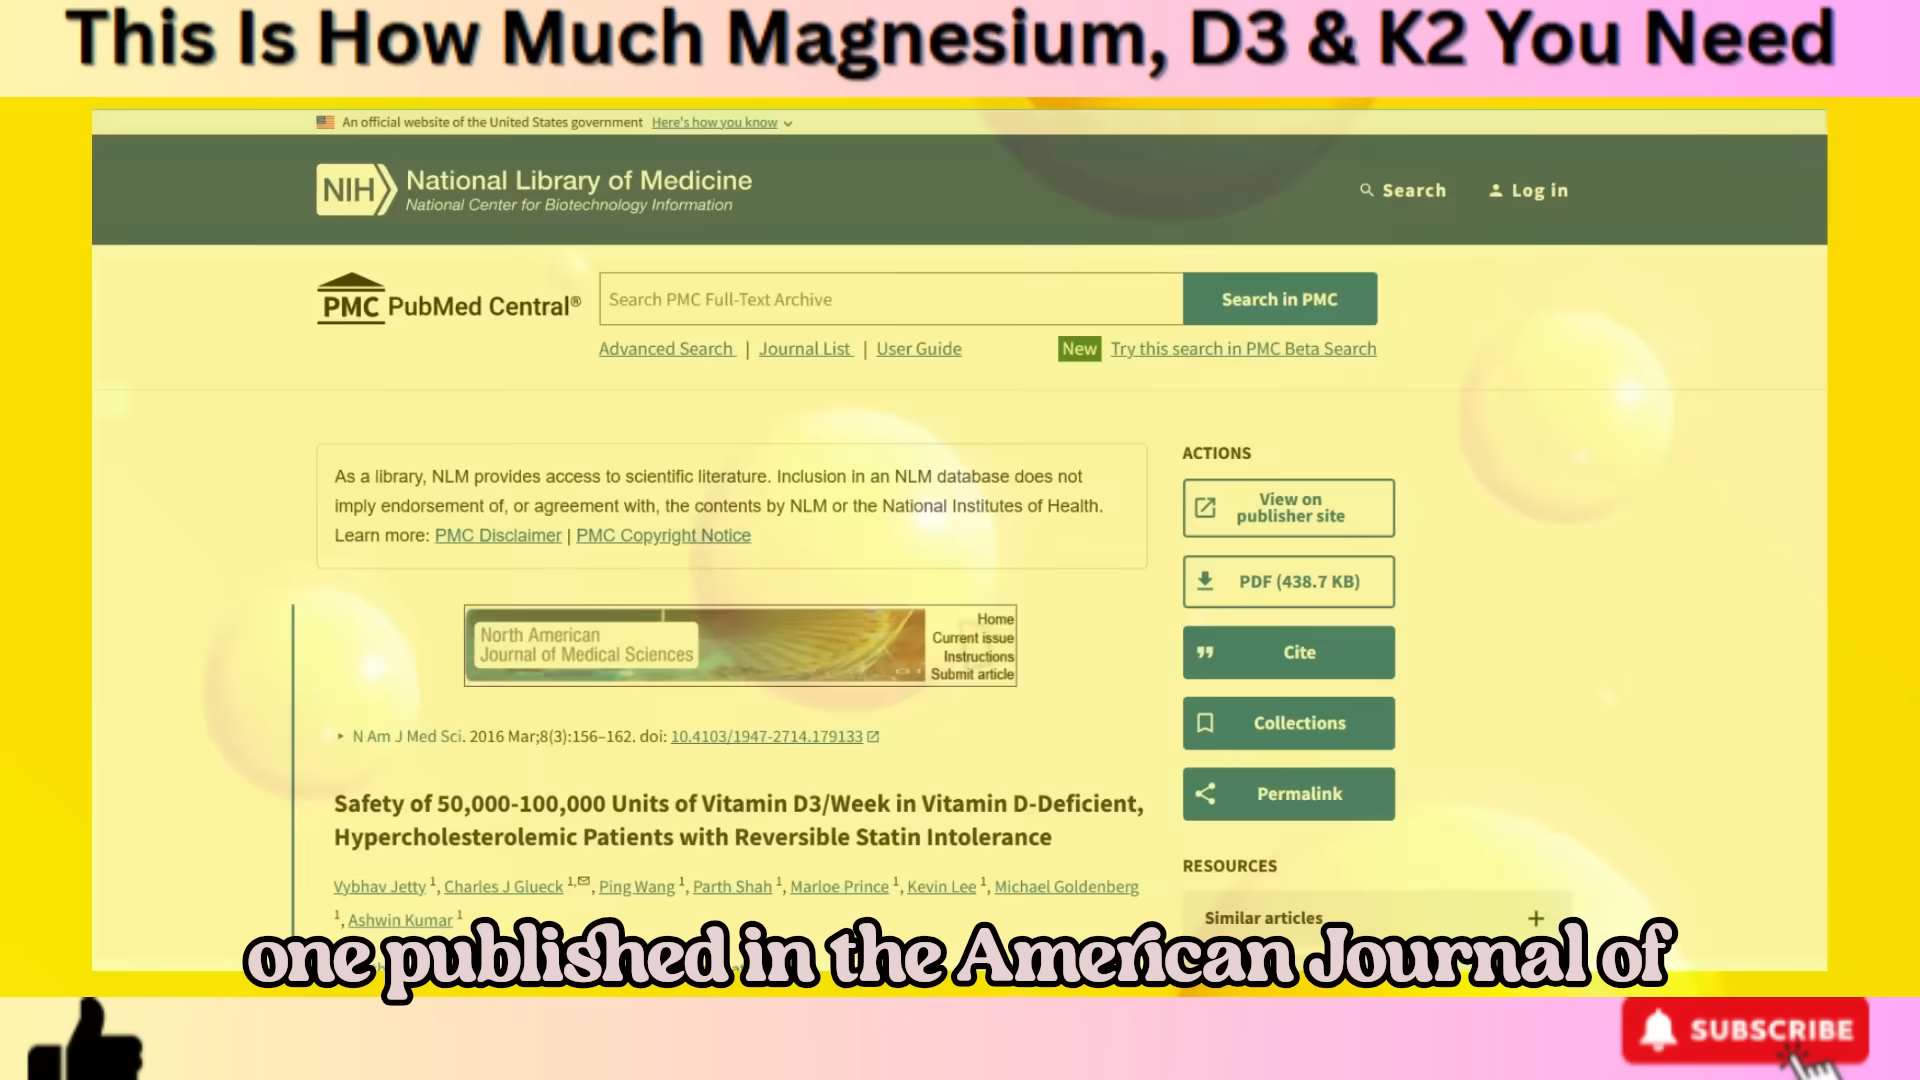 This Is How Much Magnesium, D3 & K2 You Need
An official website of the United States government Here's how you know
NIH National Library of Medicine
National Center for Biotechnology Information
Search Log in
PMC PubMed Central®
Search PMC Full-Text Archive
Search in PMC
Advanced Search | Journal List | User Guide
New Try this search in PMC Beta Search
As a library, NLM provides access to scientific literature. Inclusion in an NLM database does not
imply endorsement of, or agreement with, the contents by NLM or the National Institutes of Health.
Learn more: PMC Disclaimer | PMC Copyright Notice
North American
Journal of Medical Sciences
Home
Current issue
Instructions
Submit article
N Am J Med Sci. 2016 Mar;8(3):156–162. doi: 10.4103/1947-2714.179133
Safety of 50,000-100,000 Units of Vitamin D3/Week in Vitamin D-Deficient,
Hypercholesterolemic Patients with Reversible Statin Intolerance
Vybhav Jetty 1, Charles J Glueck 1,✉, Ping Wang 1, Parth Shah 1, Marloe Prince 1, Kevin Lee 1, Michael Goldenberg
1, Ashwin Kumar 1
ACTIONS
View on
publisher site
PDF (438.7 KB)
Cite
Collections
Permalink
RESOURCES
Similar articles
one published in the American Journal of
SUBSCRIBE